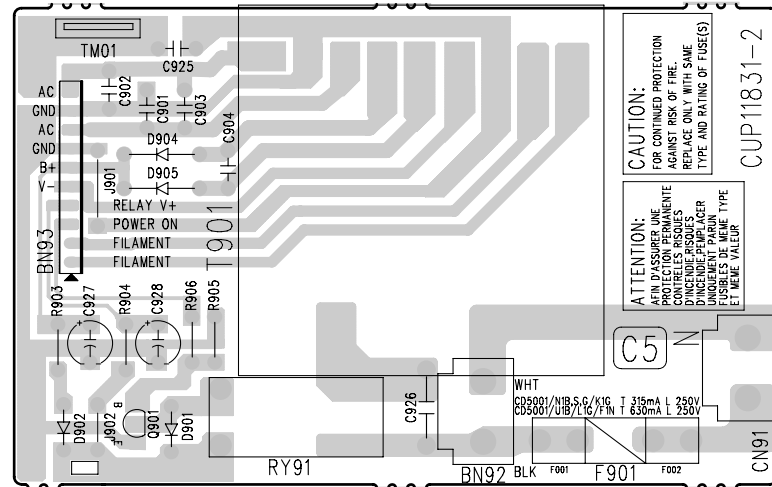 TM01
C925
AC
GND
AC
GND
B+
V-
C902
C901
C903
C904
D904
D905
J901
RELAY V+
POWER ON
FILAMENT
FILAMENT
BN93
T901
CAUTION:
FOR CONTINUED PROTECTION
AGAINST RISK OF FIRE,
REPLACE ONLY WITH SAME
TYPE AND RATING OF FUSE(S)
CUP11831-2
ATTENTION:
AFIN D'ASSURER UNE
PROTECTION PERMANENTE
CONTRELES RISQUES
D'INCENDIE,RISQUES
D'INCENDIE,PEMPLACER
UNIQUEMENT PARUN
FUSIBLES DE MEME TYPE
ET MEME VALEUR
R903
+
C927
R904
+
C928
R906
R905
C5
N
D902
J902
B
E
Q901
D901
RY91
C926
BN92
WHT
CD5001/N1B,S,G/K1G T 315mA L 250V
CD5001/U1B/L1G/F1N T 630mA L 250V
BLK
F001
F901
F002
CN91